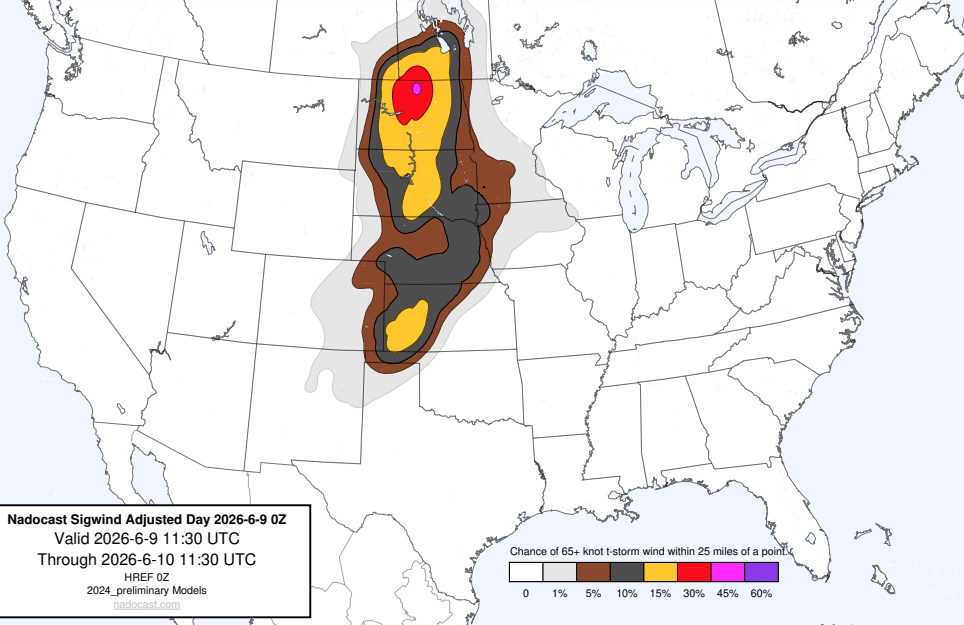 Nadocast Sigwind Adjusted Day 2026-6-9 0Z
Valid 2026-6-9 11:30 UTC
Through 2026-6-10 11:30 UTC
HREF 0Z
2024_preliminary Models
nadocast.com
Chance of 65+ knot t-storm wind within 25 miles of a point.
0 1% 5% 10% 15% 30% 45% 60%